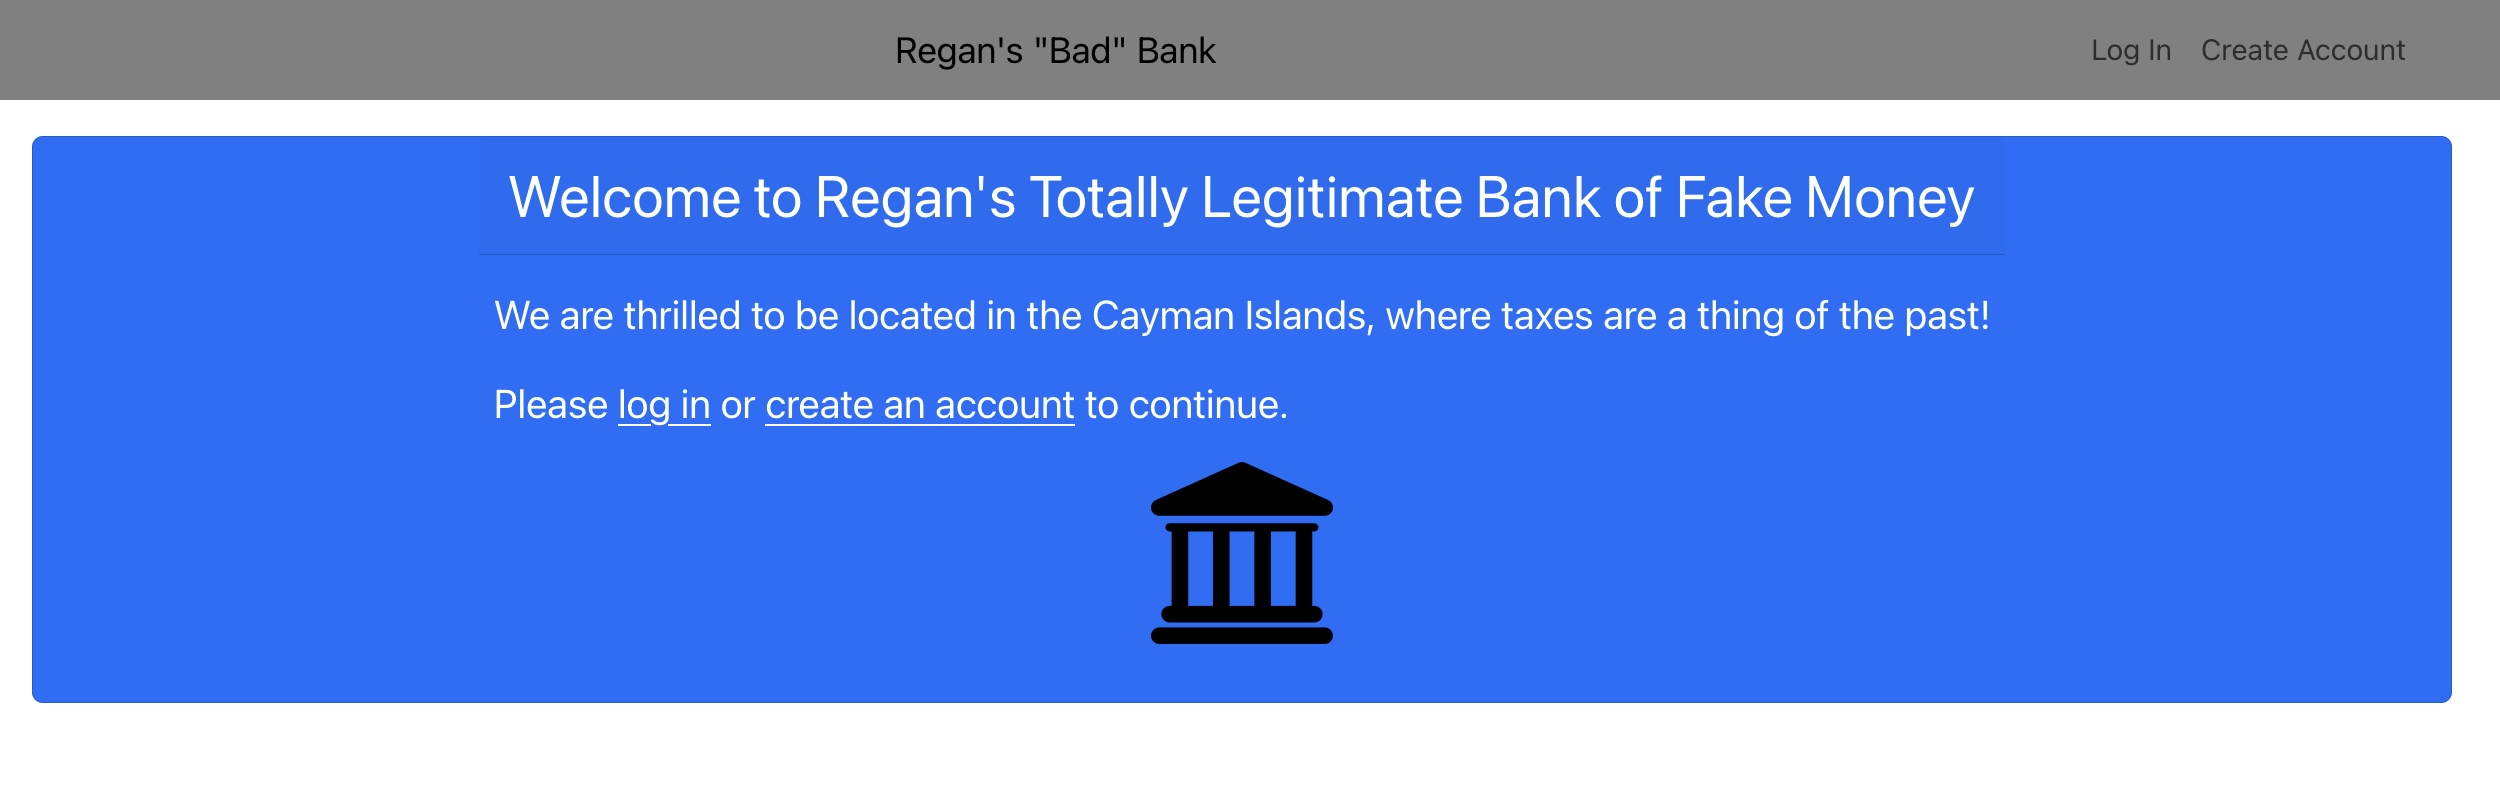 Regan's "Bad" Bank
Log In Create Account
Welcome to Regan's Totally Legitimate Bank of Fake Money
We are thrilled to be located in the Cayman Islands, where taxes are a thing of the past!
Please log in or create an account to continue.